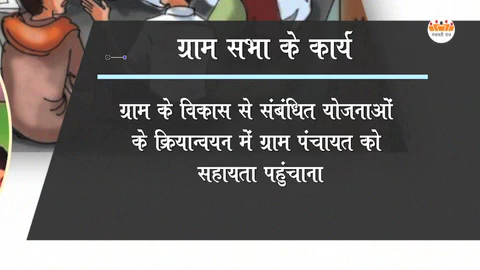 ग्राम सभा के कार्य
ग्राम के विकास से संबंधित योजनाओं
के क्रियान्वयन में ग्राम पंचायत को
सहायता पहुंचाना